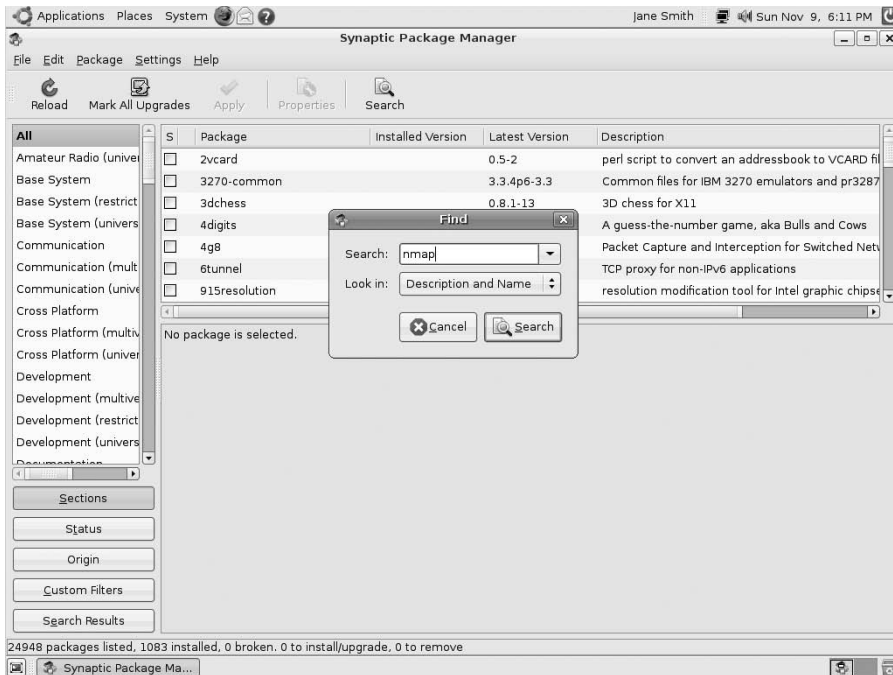 Applications Places System Jane Smith Sun Nov 9, 6:11 PM
Synaptic Package Manager
File Edit Package Settings Help
Reload Mark All Upgrades Apply Properties Search
All
Amateur Radio (univer
Base System
Base System (restrict
Base System (univers
Communication
Communication (mult
Communication (unive
Cross Platform
Cross Platform (multiv
Cross Platform (univer
Development
Development (multive
Development (restrict
Development (univers
Documentation
S Package Installed Version Latest Version Description
2vcard 0.5-2 perl script to convert an addressbook to VCARD fil
3270-common 3.3.4p6-3.3 Common files for IBM 3270 emulators and pr3287
3dchess 0.8.1-13 3D chess for X11
4digits A guess-the-number game, aka Bulls and Cows
4g8 Packet Capture and Interception for Switched Netw
6tunnel TCP proxy for non-IPv6 applications
915resolution resolution modification tool for Intel graphic chipse
No package is selected.
Find
Search: nmap
Look in: Description and Name
Cancel Search
Sections
Status
Origin
Custom Filters
Search Results
24948 packages listed, 1083 installed, 0 broken. 0 to install/upgrade, 0 to remove
Synaptic Package Ma...